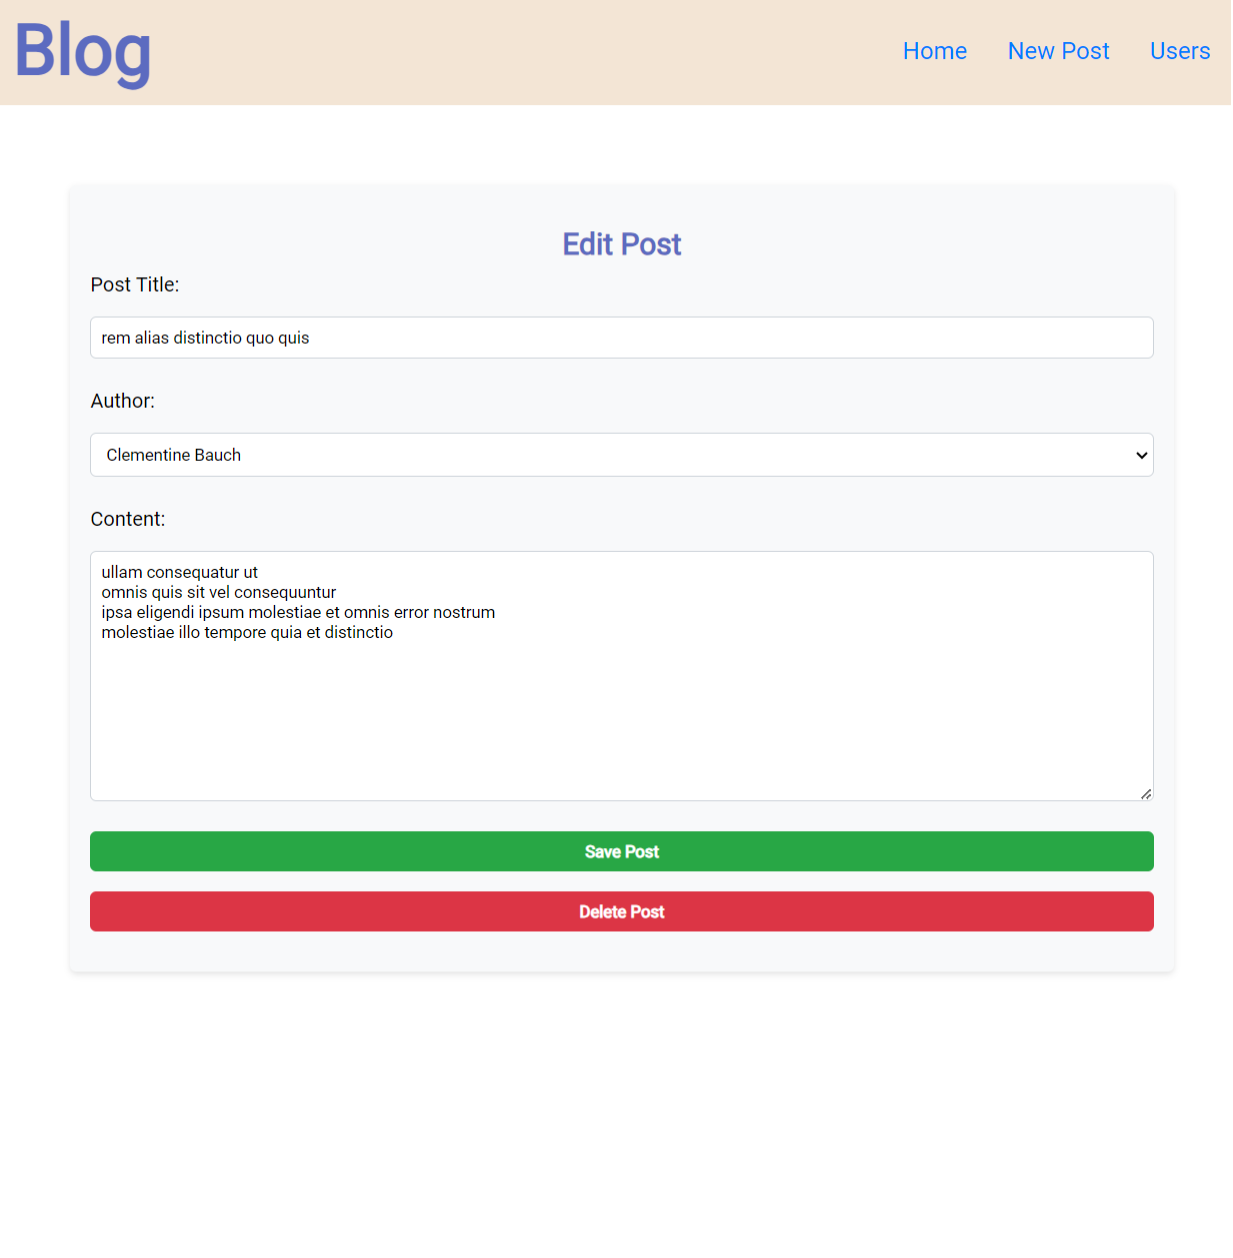 Blog
Home
New Post
Users
Edit Post
Post Title:
rem alias distinctio quo quis
Author:
Clementine Bauch
Content:
ullam consequatur ut
omnis quis sit vel consequuntur
ipsa eligendi ipsum molestiae et omnis error nostrum
molestiae illo tempore quia et distinctio
Save Post
Delete Post